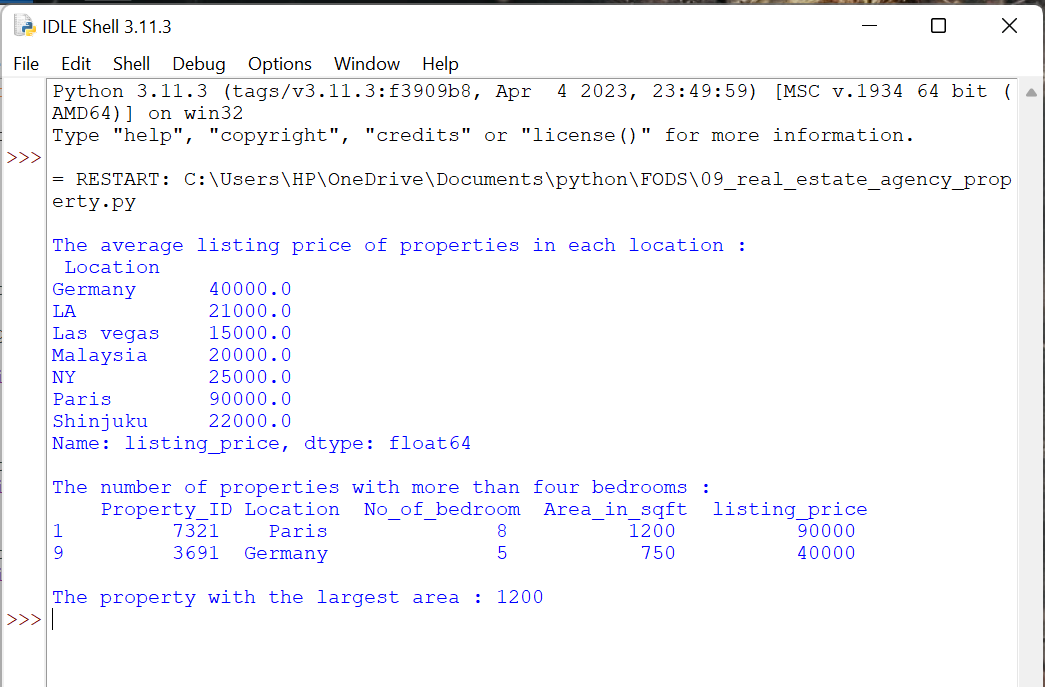 IDLE Shell 3.11.3
File Edit Shell Debug Options Window Help
Python 3.11.3 (tags/v3.11.3:f3909b8, Apr  4 2023, 23:49:59) [MSC v.1934 64 bit (
AMD64)] on win32
Type "help", "copyright", "credits" or "license()" for more information.
>>>
= RESTART: C:\Users\HP\OneDrive\Documents\python\FODS\09_real_estate_agency_prop
erty.py
The average listing price of properties in each location :
 Location
Germany      40000.0
LA           21000.0
Las vegas    15000.0
Malaysia     20000.0
NY           25000.0
Paris        90000.0
Shinjuku     22000.0
Name: listing_price, dtype: float64
The number of properties with more than four bedrooms :
    Property_ID Location  No_of_bedroom  Area_in_sqft  listing_price
1          7321    Paris              8          1200          90000
9          3691  Germany              5           750          40000
The property with the largest area : 1200
>>>